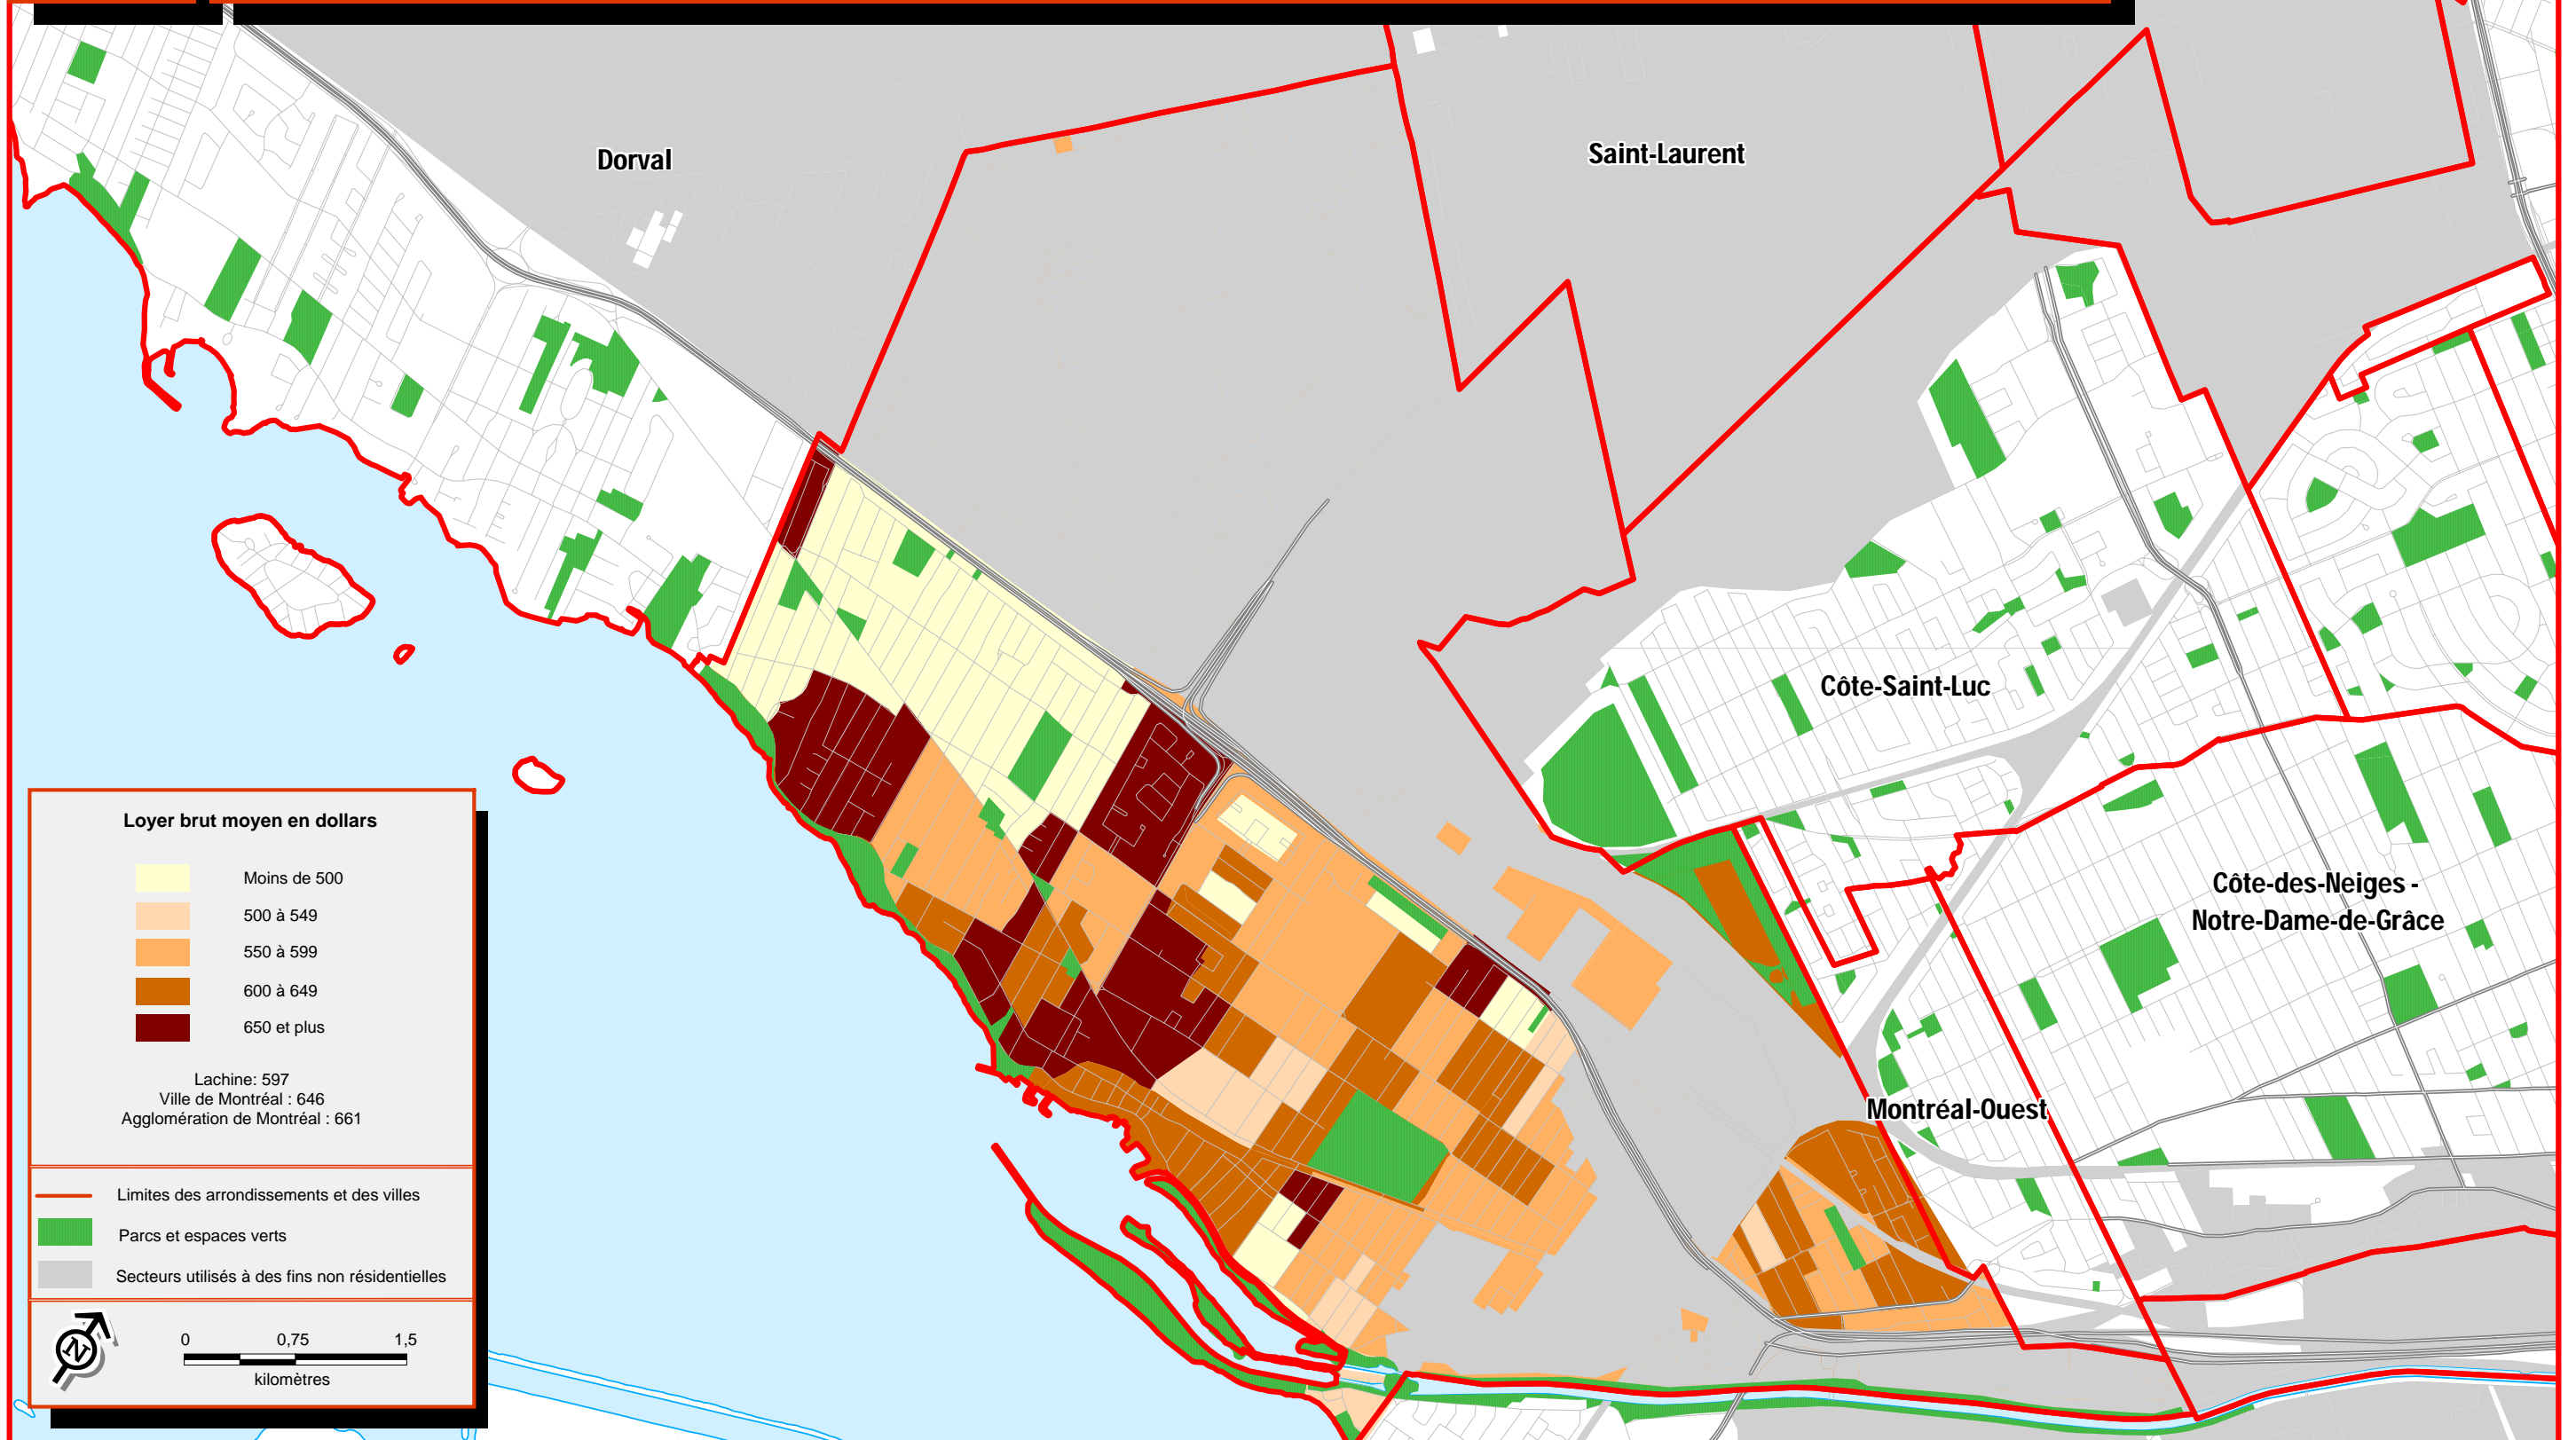 Dorval
Saint-Laurent
Côte-Saint-Luc
Côte-des-Neiges -
Notre-Dame-de-Grâce
Montréal-Ouest
Loyer brut moyen en dollars
Moins de 500
500 à 549
550 à 599
600 à 649
650 et plus
Lachine: 597
Ville de Montréal : 646
Agglomération de Montréal : 661
Limites des arrondissements et des villes
Parcs et espaces verts
Secteurs utilisés à des fins non résidentielles
N
0 0,75 1,5
kilomètres